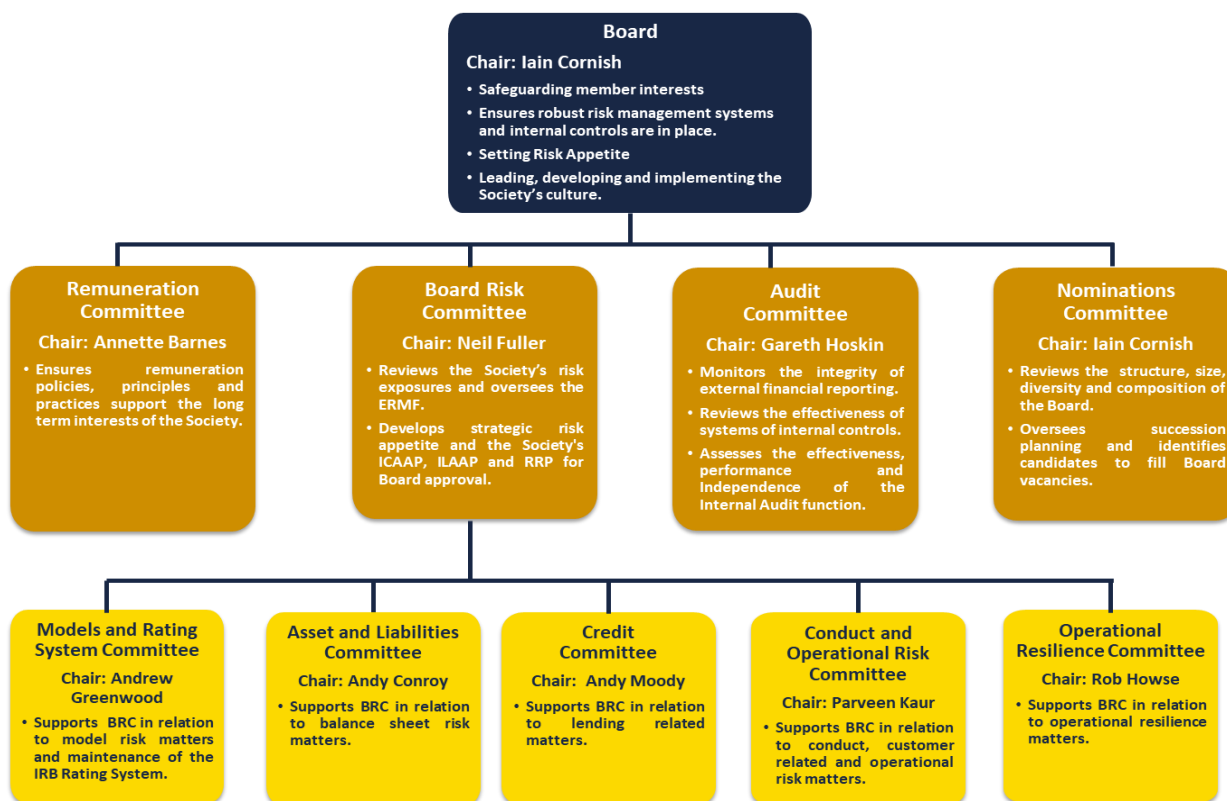 Board
Chair: Iain Cornish
• Safeguarding member interests
• Ensures robust risk management systems
and internal controls are in place.
• Setting Risk Appetite
• Leading, developing and implementing the
Society's culture.
Remuneration
Committee
Chair: Annette Barnes
• Ensures remuneration
policies, principles and
practices support the long
term interests of the Society.
Board Risk
Committee
Chair: Neil Fuller
• Reviews the Society's risk
exposures and oversees the
ERMF.
• Develops strategic risk
appetite and the Society's
ICAAP, ILAAP and RRP for
Board approval.
Audit
Committee
Chair: Gareth Hoskin
• Monitors the integrity of
external financial reporting.
• Reviews the effectiveness of
systems of internal controls.
• Assesses the effectiveness,
performance and
Independence of the
Internal Audit function.
Nominations
Committee
Chair: Iain Cornish
• Reviews the structure, size,
diversity and composition of
the Board.
• Oversees succession
planning and identifies
candidates to fill Board
vacancies.
Models and Rating
System Committee
Chair: Andrew
Greenwood
• Supports BRC in relation
to model risk matters
and maintenance of the
IRB Rating System.
Asset and Liabilities
Committee
Chair: Andy Conroy
• Supports BRC in relation
to balance sheet risk
matters.
Credit
Committee
Chair: Andy Moody
• Supports BRC in relation
to lending related
matters.
Conduct and
Operational Risk
Committee
Chair: Parveen Kaur
• Supports BRC in relation
to conduct, customer
related and operational
risk matters.
Operational
Resilience Committee
Chair: Rob Howse
• Supports BRC in relation
to operational resilience
matters.